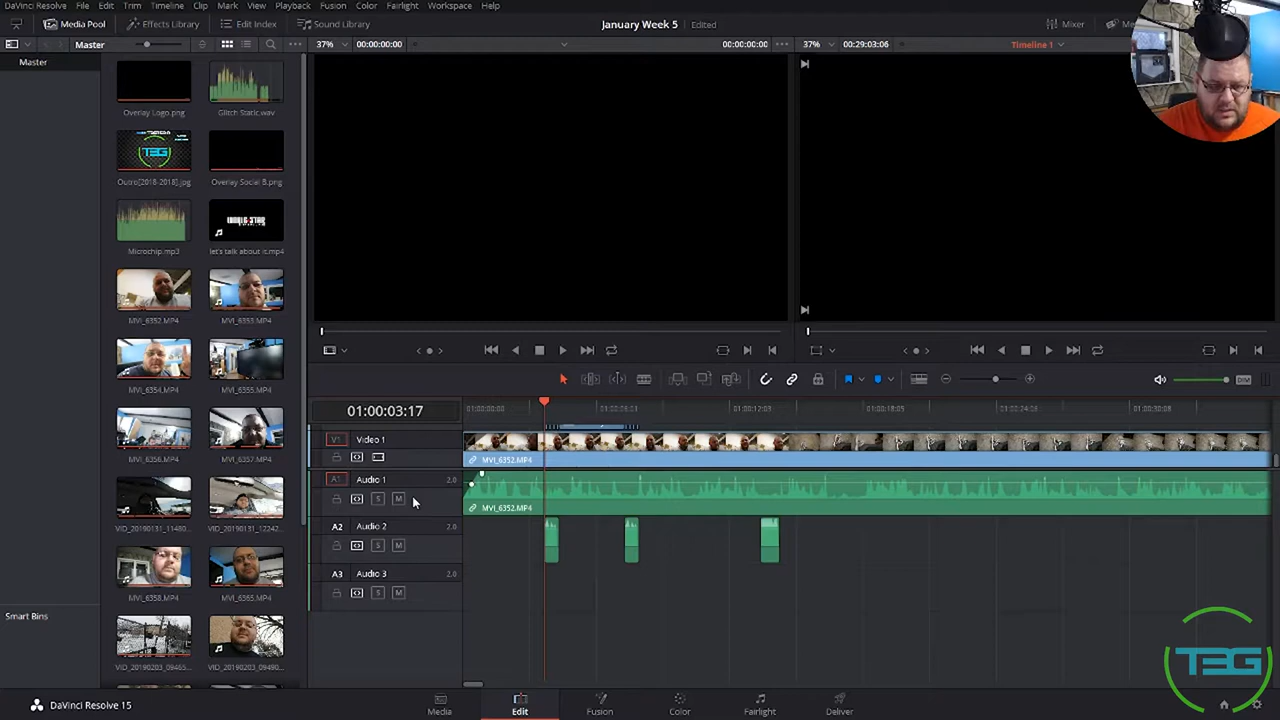 DaVinci Resolve File Edit Trim Timeline Clip Mark View Playback Fusion Color Fairlight Workspace Help
Media Pool Effects Library Edit Index Sound Library January Week 5 Edited Mixer
Master 37% 00:00:00:00 00:00:00:00 37% 00:29:03:06 Timeline 1
Master
Overlay Logo.png Glitch Static.wav
TEG
Outro[2018-2018].jpg Overlay Social B.png
Microchip.mp3 let's talk about it.mp4
MVI_6352.MP4 MVI_6353.MP4
MVI_6354.MP4 MVI_6355.MP4
MVI_6356.MP4 MVI_6357.MP4
VID_20190131_11480... VID_20190131_12242...
MVI_6358.MP4 MVI_6365.MP4
VID_20190203_09465... VID_20190203_09490...
Smart Bins
DIM
01:00:03:17
01:00:00:00 01:00:06:01 01:00:12:03 01:00:18:05 01:00:24:06 01:00:30:08
V1 Video 1
MVI_6352.MP4
A1 Audio 1 2.0
S M
MVI_6352.MP4
A2 Audio 2 2.0
S M
A3 Audio 3 2.0
S M
TEG
DaVinci Resolve 15
Media Edit Fusion Color Fairlight Deliver